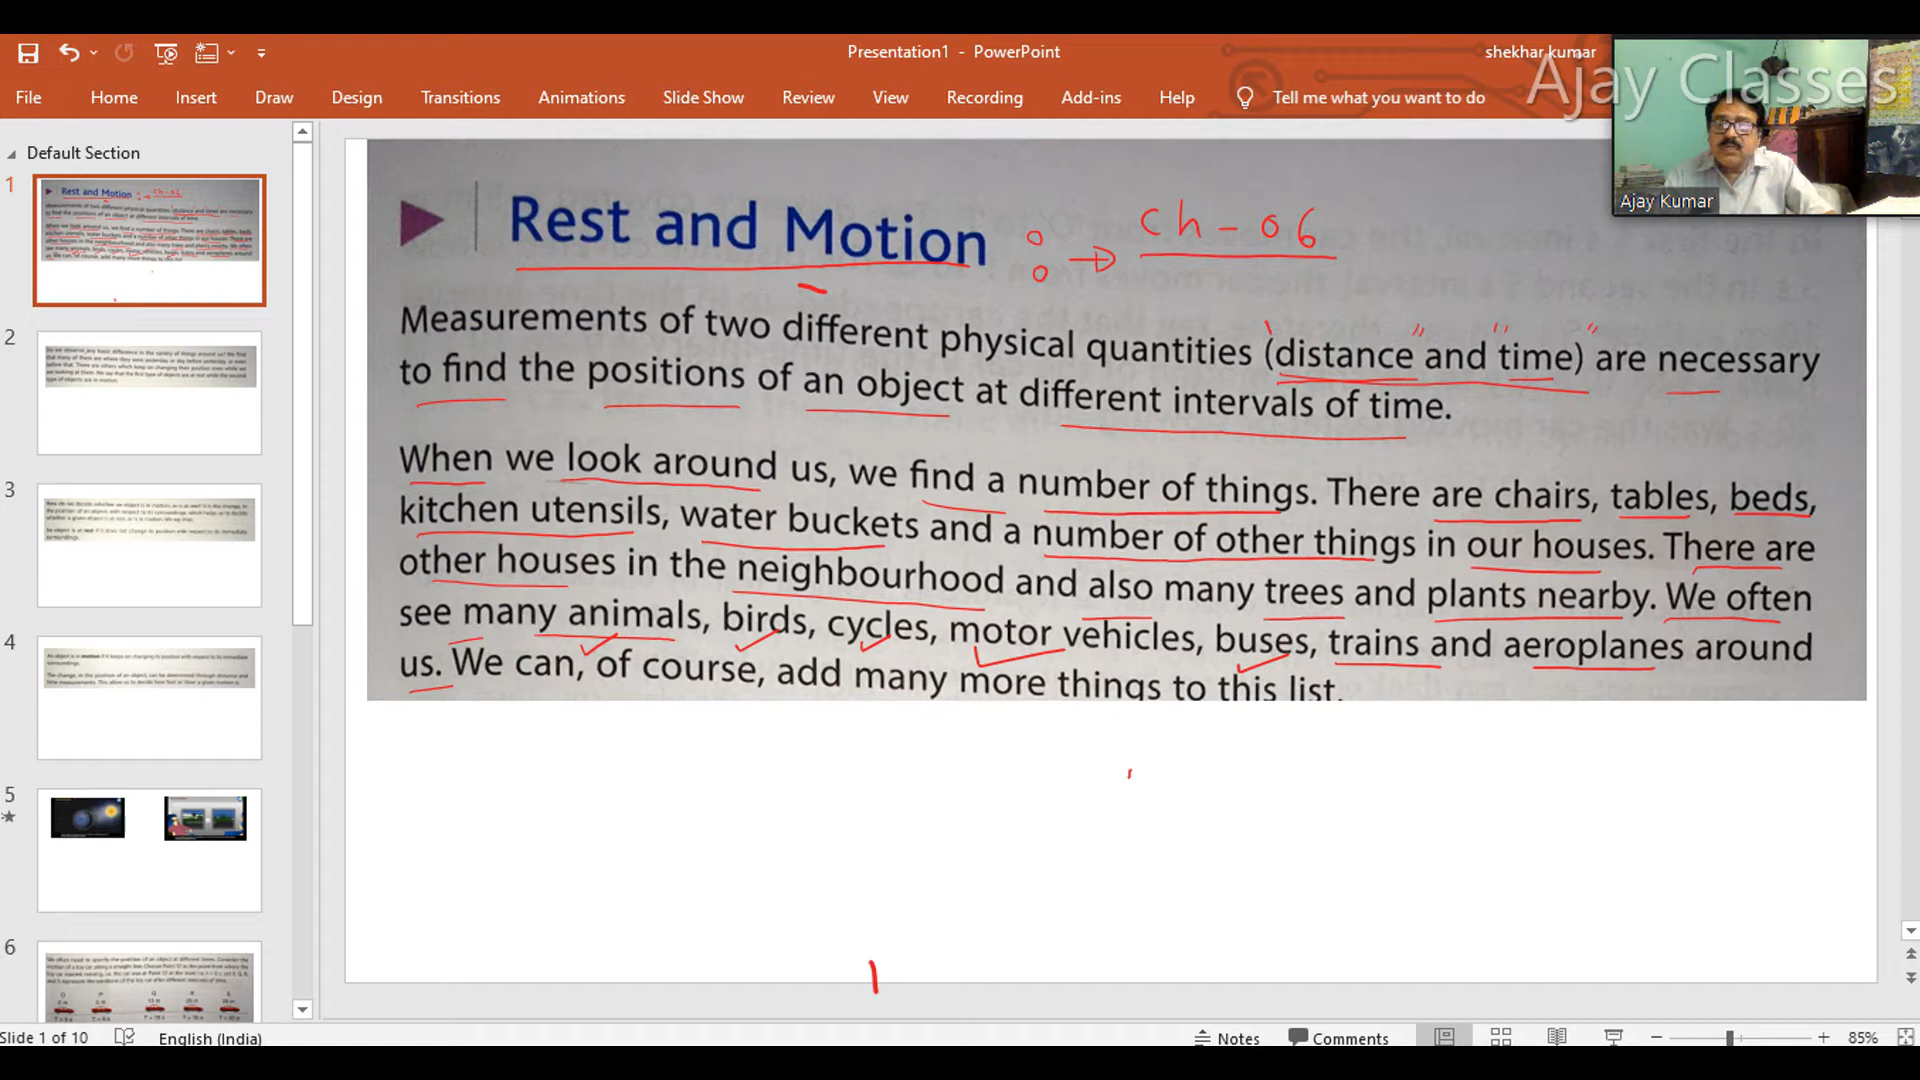 Presentation1 - PowerPoint
shekhar kumar
Ajay Classes
File Home Insert Draw Design Transitions Animations Slide Show Review View Recording Add-ins Help Tell me what you want to do
Ajay Kumar
Default Section
1
2
3
4
5
6
Rest and Motion : → ch-06
Measurements of two different physical quantities (distance and time) are necessary
to find the positions of an object at different intervals of time.
When we look around us, we find a number of things. There are chairs, tables, beds,
kitchen utensils, water buckets and a number of other things in our houses. There are
other houses in the neighbourhood and also many trees and plants nearby. We often
see many animals, birds, cycles, motor vehicles, buses, trains and aeroplanes around
us. We can, of course, add many more things to this list.
Slide 1 of 10 English (India) Notes Comments 85%